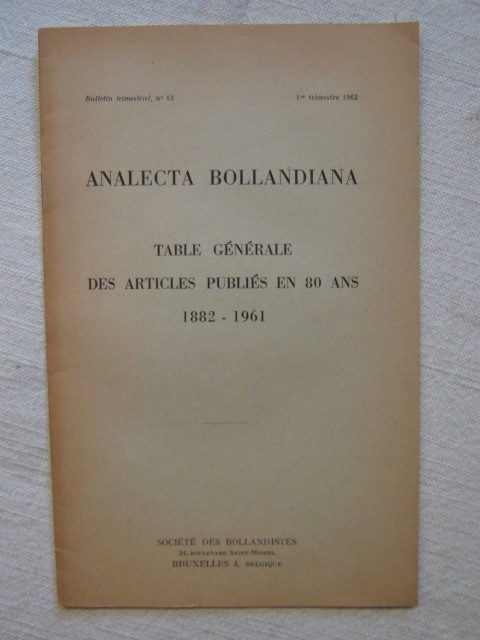 Bulletin trimestriel, nº 13
1er trimestre 1962
ANALECTA BOLLANDIANA
TABLE GÉNÉRALE
DES ARTICLES PUBLIÉS EN 80 ANS
1882 - 1961
SOCIÉTÉ DES BOLLANDISTES
24, BOULEVARD SAINT-MICHEL
BRUXELLES 4, BELGIQUE